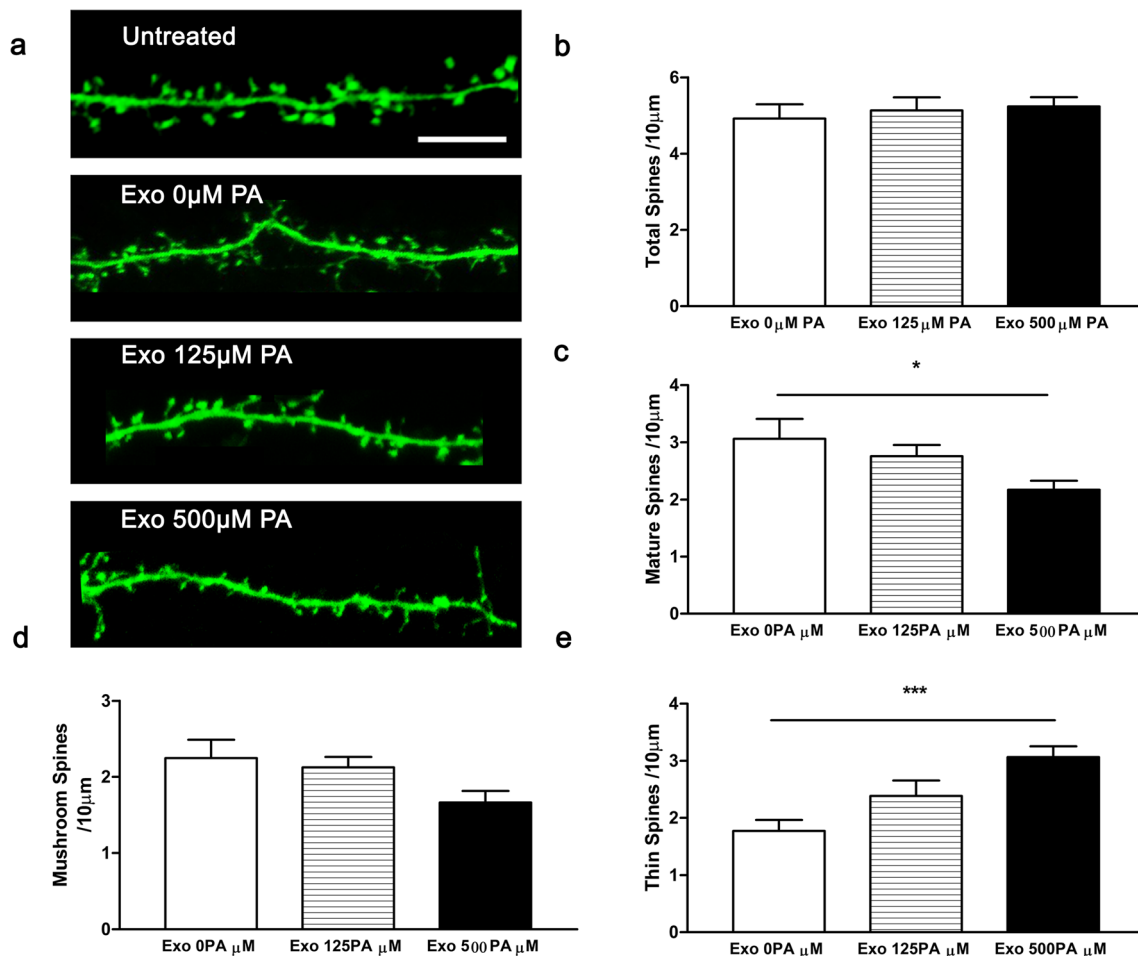 a
Untreated
Exo 0µM PA
Exo 125µM PA
Exo 500µM PA
b
Total Spines /10µm
6
4
2
0
Exo 0µM PA Exo 125µM PA Exo 500µM PA
c
*
Mature Spines /10µm
4
3
2
1
0
Exo 0PA µM Exo 125PA µM Exo 500PA µM
d
Mushroom Spines
/10µm
3
2
1
0
Exo 0PA µM Exo 125PA µM Exo 500PA µM
e
***
Thin Spines /10µm
4
3
2
1
0
Exo 0PA µM Exo 125PA µM Exo 500PA µM